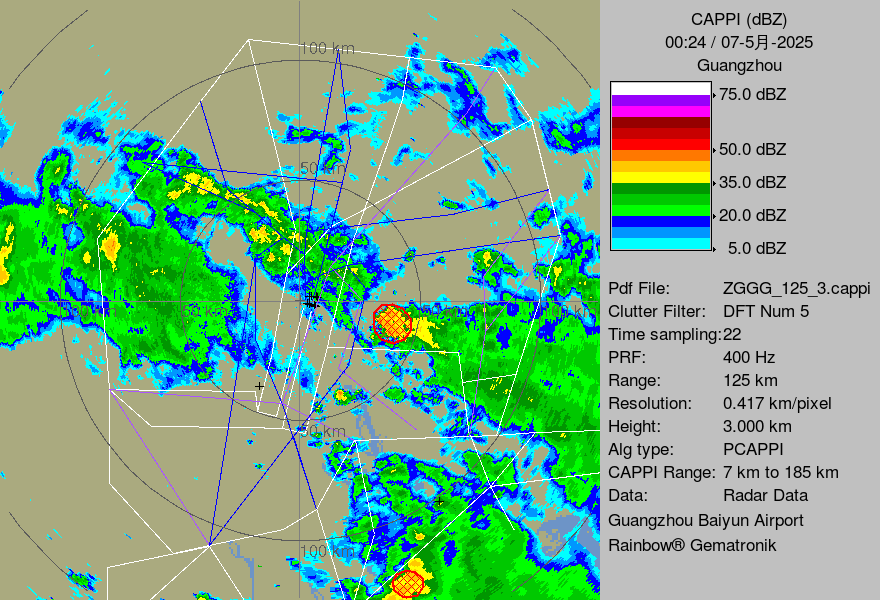 CAPPI (dBZ)
00:24 / 07-5月-2025
Guangzhou
75.0 dBZ
50.0 dBZ
35.0 dBZ
20.0 dBZ
5.0 dBZ
Pdf File: ZGGG_125_3.cappi
Clutter Filter: DFT Num 5
Time sampling:22
PRF: 400 Hz
Range: 125 km
Resolution: 0.417 km/pixel
Height: 3.000 km
Alg type: PCAPPI
CAPPI Range: 7 km to 185 km
Data: Radar Data
Guangzhou Baiyun Airport
Rainbow® Gematronik
100 km
50 km
50 km
50 km
100 km